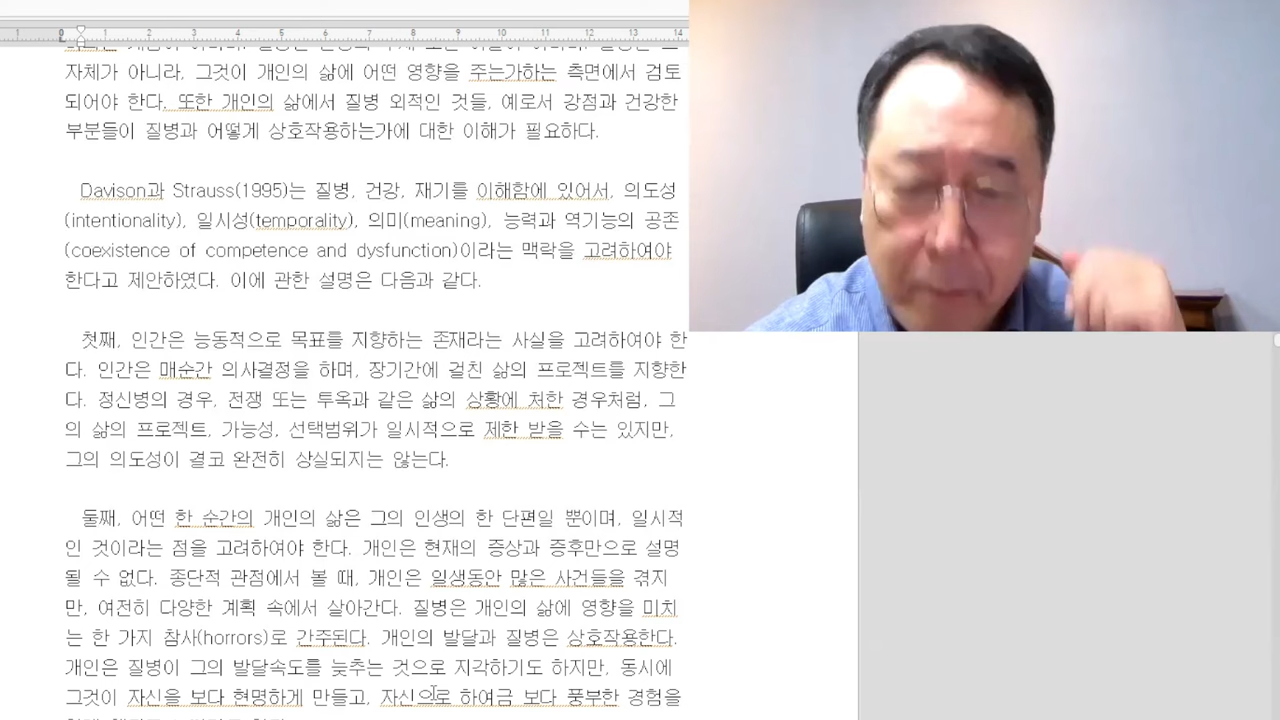 1 1 2 3 4 5 6 7 8 9 10 11 12 13 14
자체가 아니라, 그것이 개인의 삶에 어떤 영향을 주는가하는 측면에서 검토
되어야 한다. 또한 개인의 삶에서 질병 외적인 것들, 예로서 강점과 건강한
부분들이 질병과 어떻게 상호작용하는가에 대한 이해가 필요하다.
Davison과 Strauss(1995)는 질병, 건강, 재기를 이해함에 있어서, 의도성
(intentionality), 일시성(temporality), 의미(meaning), 능력과 역기능의 공존
(coexistence of competence and dysfunction)이라는 맥락을 고려하여야
한다고 제안하였다. 이에 관한 설명은 다음과 같다.
첫째, 인간은 능동적으로 목표를 지향하는 존재라는 사실을 고려하여야 한
다. 인간은 매순간 의사결정을 하며, 장기간에 걸친 삶의 프로젝트를 지향한
다. 정신병의 경우, 전쟁 또는 투옥과 같은 삶의 상황에 처한 경우처럼, 그
의 삶의 프로젝트, 가능성, 선택범위가 일시적으로 제한 받을 수는 있지만,
그의 의도성이 결코 완전히 상실되지는 않는다.
둘째, 어떤 한 순간의 개인의 삶은 그의 인생의 한 단편일 뿐이며, 일시적
인 것이라는 점을 고려하여야 한다. 개인은 현재의 증상과 증후만으로 설명
될 수 없다. 종단적 관점에서 볼 때, 개인은 일생동안 많은 사건들을 겪지
만, 여전히 다양한 계획 속에서 살아간다. 질병은 개인의 삶에 영향을 미치
는 한 가지 참사(horrors)로 간주된다. 개인의 발달과 질병은 상호작용한다.
개인은 질병이 그의 발달속도를 늦추는 것으로 지각하기도 하지만, 동시에
그것이 자신을 보다 현명하게 만들고, 자신으로 하여금 보다 풍부한 경험을